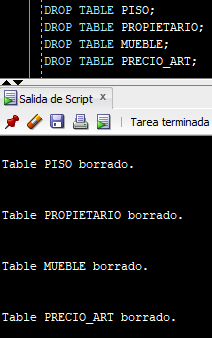 DROP TABLE PISO;
DROP TABLE PROPIETARIO;
DROP TABLE MUEBLE;
DROP TABLE PRECIO_ART;
Salida de Script x
Tarea terminada
Table PISO borrado.
Table PROPIETARIO borrado.
Table MUEBLE borrado.
Table PRECIO_ART borrado.